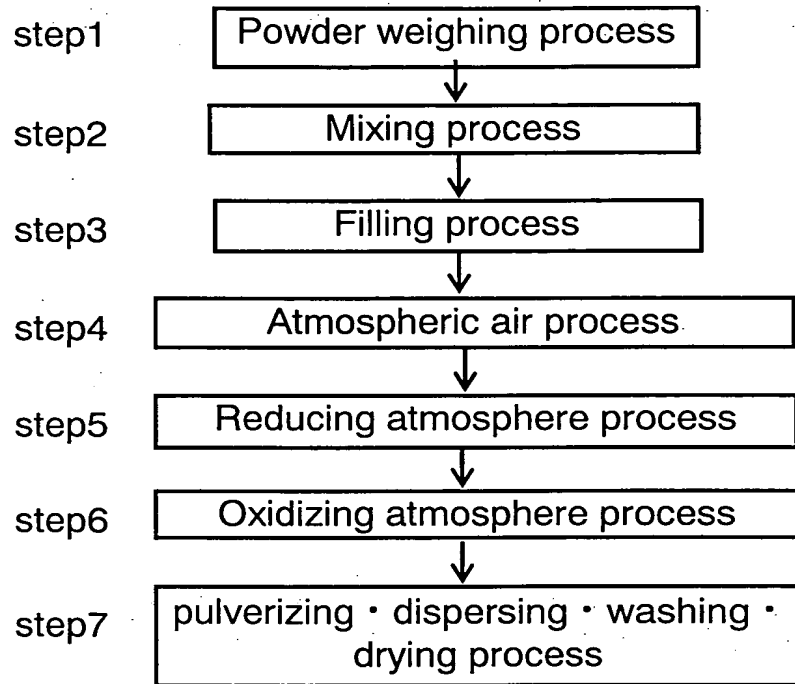 step1 Powder weighing process
step2 Mixing process
step3 Filling process
step4 Atmospheric air process
step5 Reducing atmosphere process
step6 Oxidizing atmosphere process
step7 pulverizing・dispersing・washing・
drying process